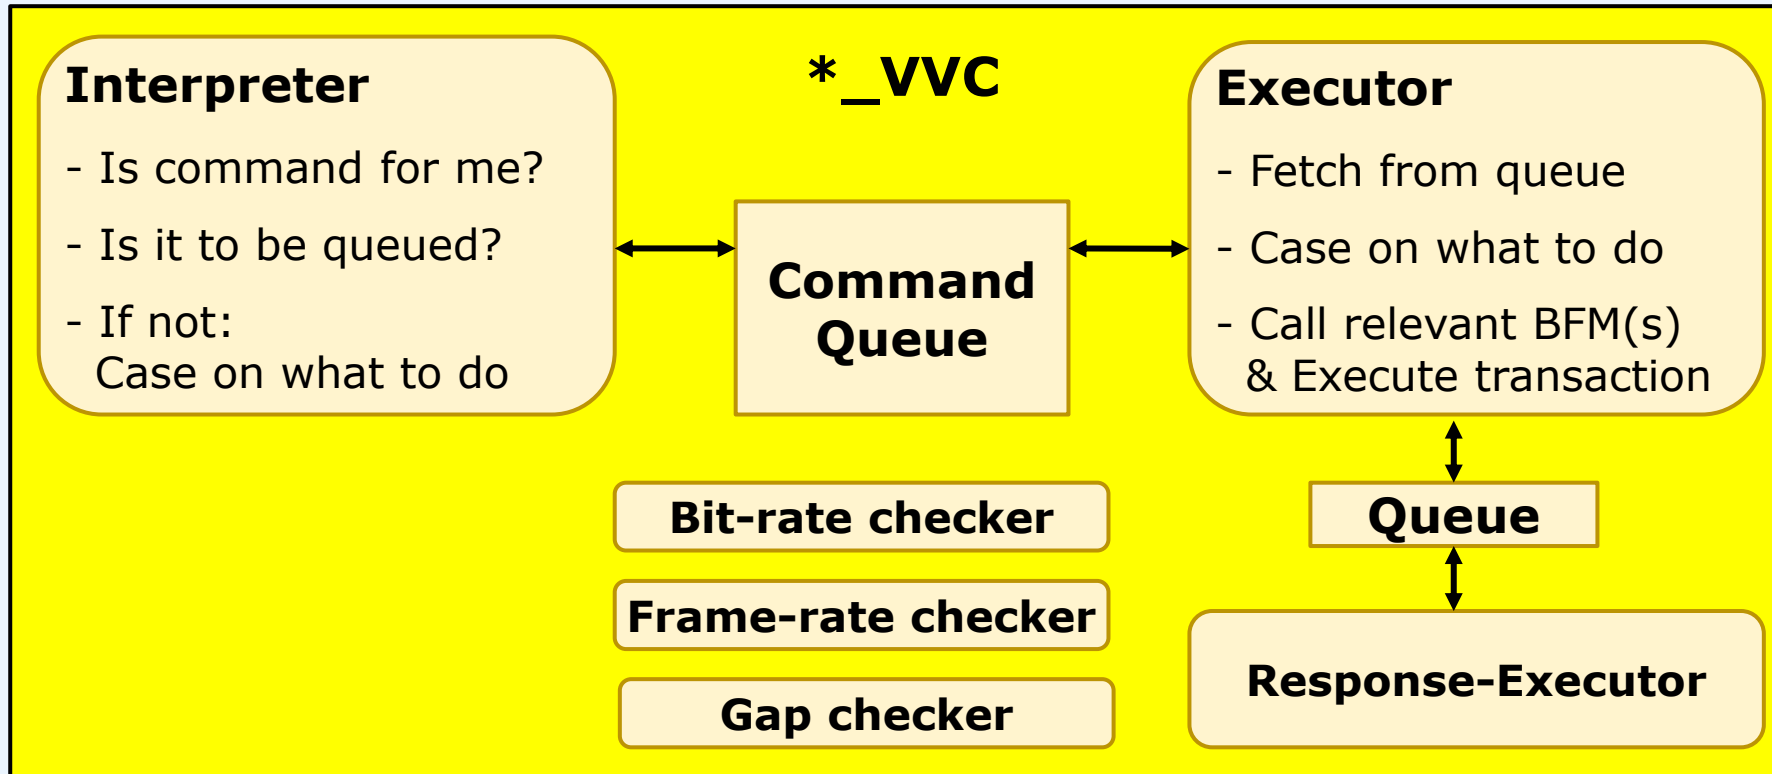 *_VVC
Interpreter
- Is command for me?
- Is it to be queued?
- If not:
Case on what to do
Command
Queue
Executor
- Fetch from queue
- Case on what to do
- Call relevant BFM(s)
& Execute transaction
Bit-rate checker
Frame-rate checker
Gap checker
Queue
Response-Executor